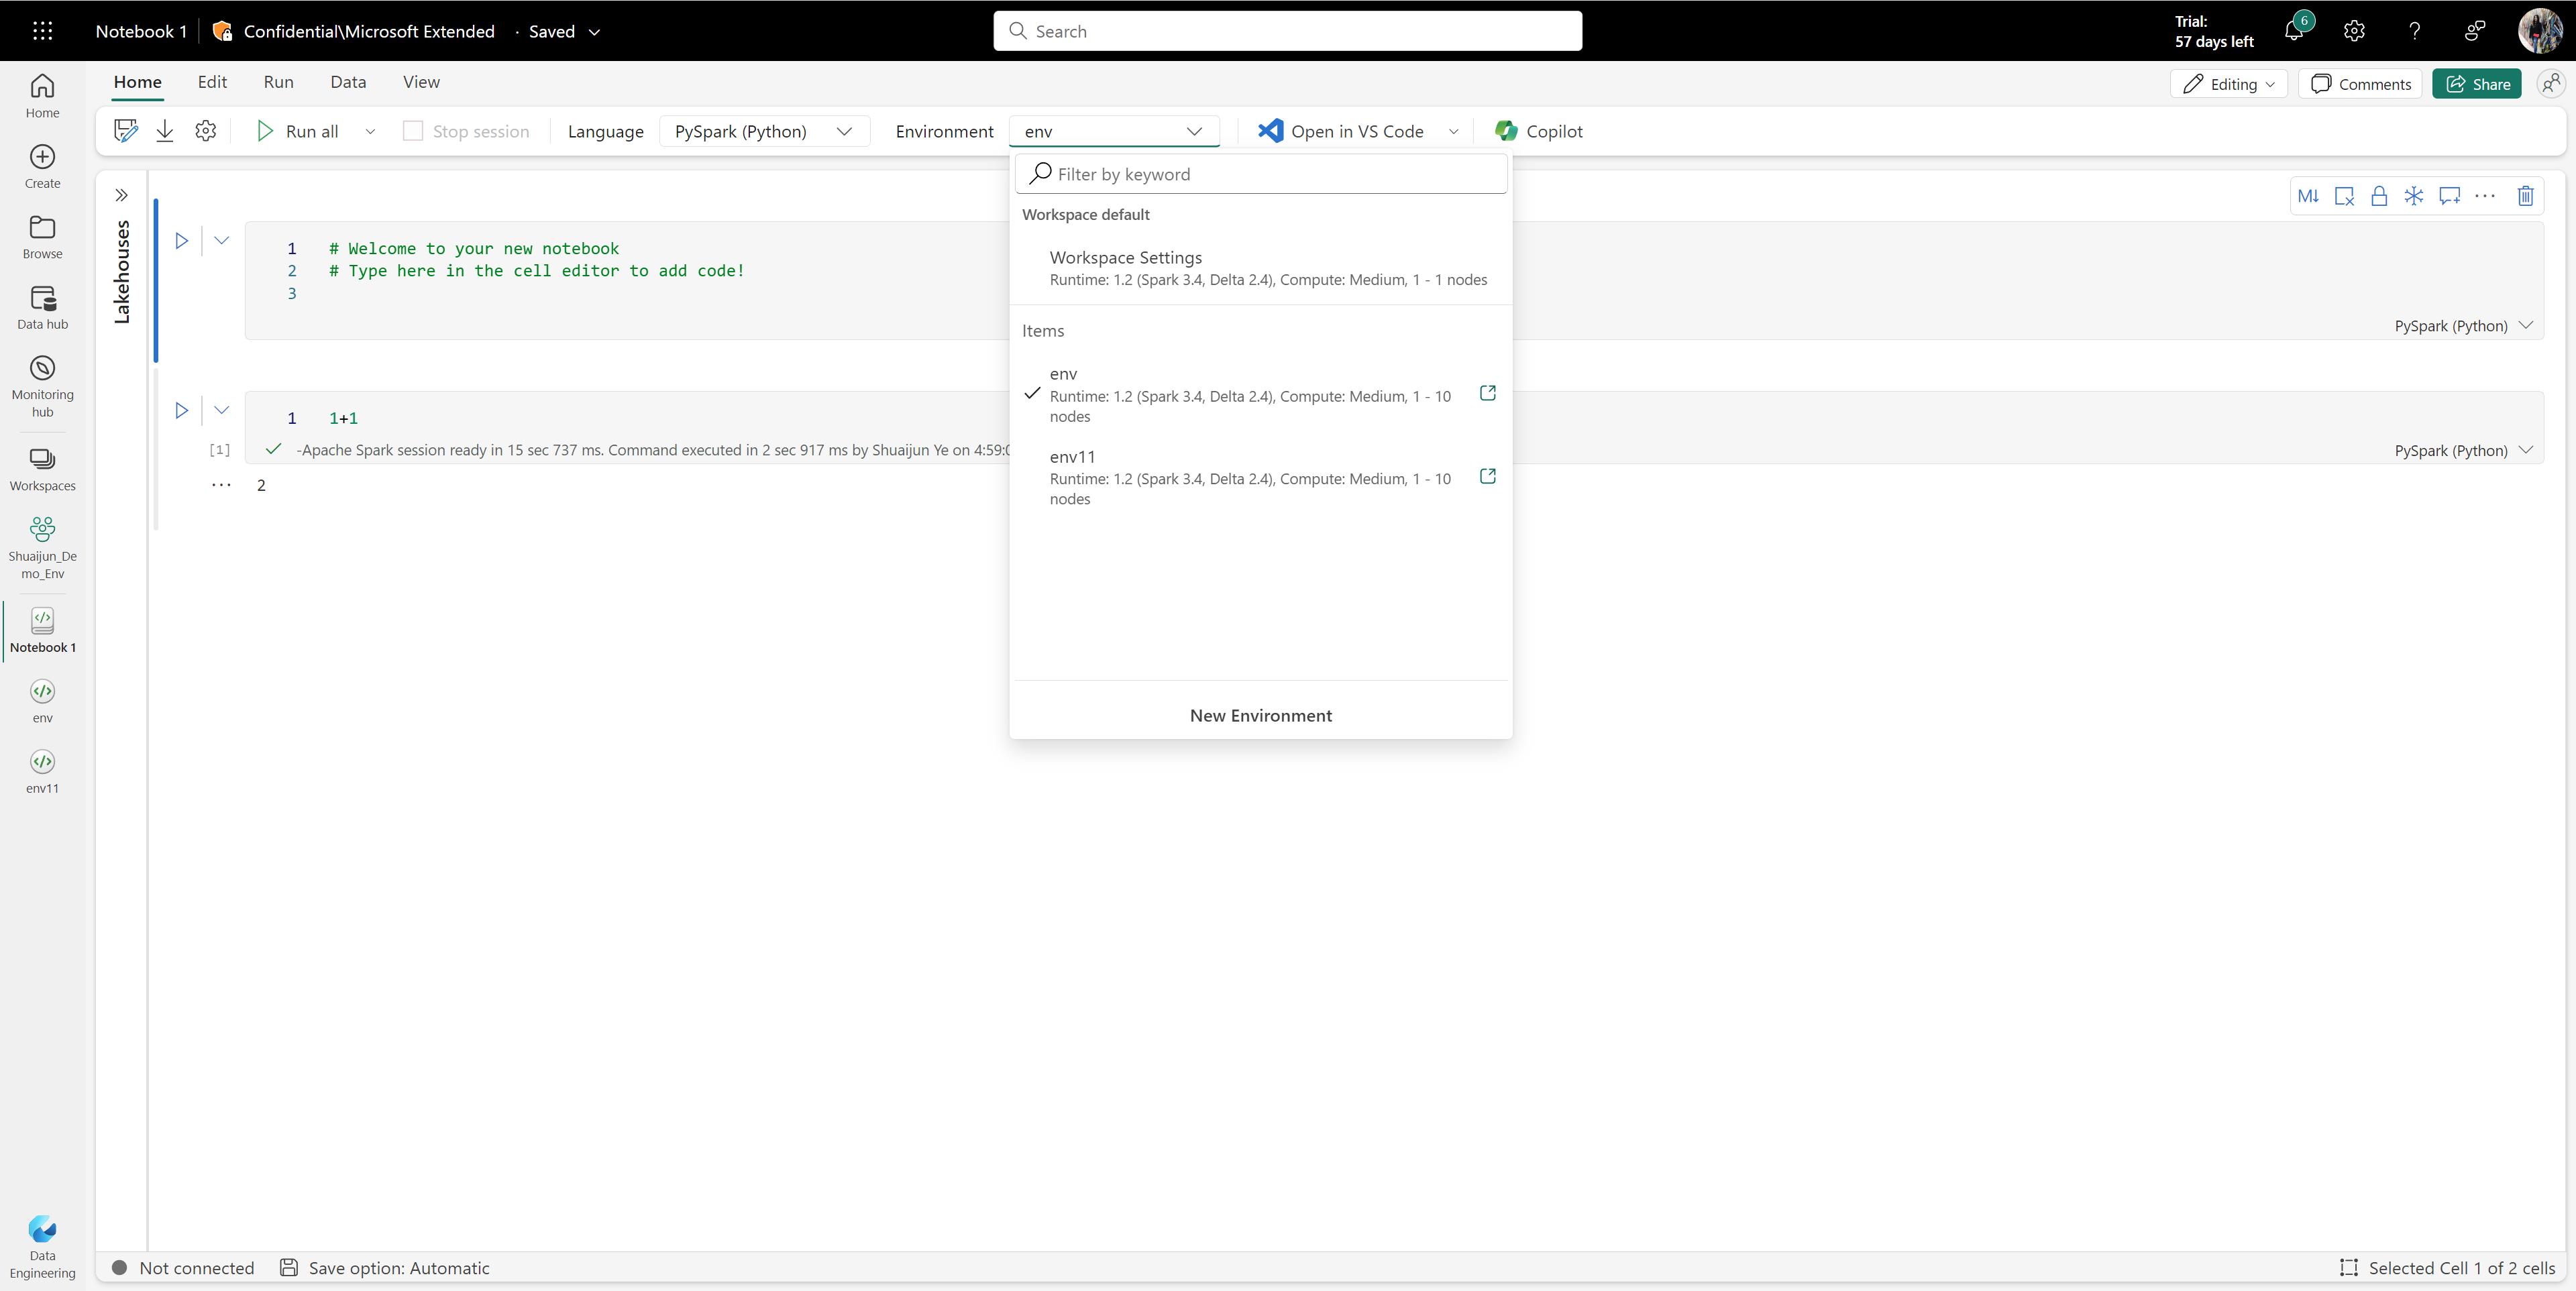 Notebook 1
Confidential\Microsoft Extended
· Saved
Search
Trial:
57 days left
6
Home
Edit
Run
Data
View
Editing
Comments
Share
Run all
Stop session
Language
PySpark (Python)
Environment
env
Open in VS Code
Copilot
Home
Create
Browse
Data hub
Monitoring
hub
Workspaces
Shuaijun_De
mo_Env
Notebook 1
env
env11
Data
Engineering
Lakehouses
1 # Welcome to your new notebook
2 # Type here in the cell editor to add code!
3
M↓
PySpark (Python)
1 1+1
[1]
-Apache Spark session ready in 15 sec 737 ms. Command executed in 2 sec 917 ms by Shuaijun Ye on 4:59:0
PySpark (Python)
2
Filter by keyword
Workspace default
Workspace Settings
Runtime: 1.2 (Spark 3.4, Delta 2.4), Compute: Medium, 1 - 1 nodes
Items
env
Runtime: 1.2 (Spark 3.4, Delta 2.4), Compute: Medium, 1 - 10
nodes
env11
Runtime: 1.2 (Spark 3.4, Delta 2.4), Compute: Medium, 1 - 10
nodes
New Environment
Not connected
Save option: Automatic
Selected Cell 1 of 2 cells